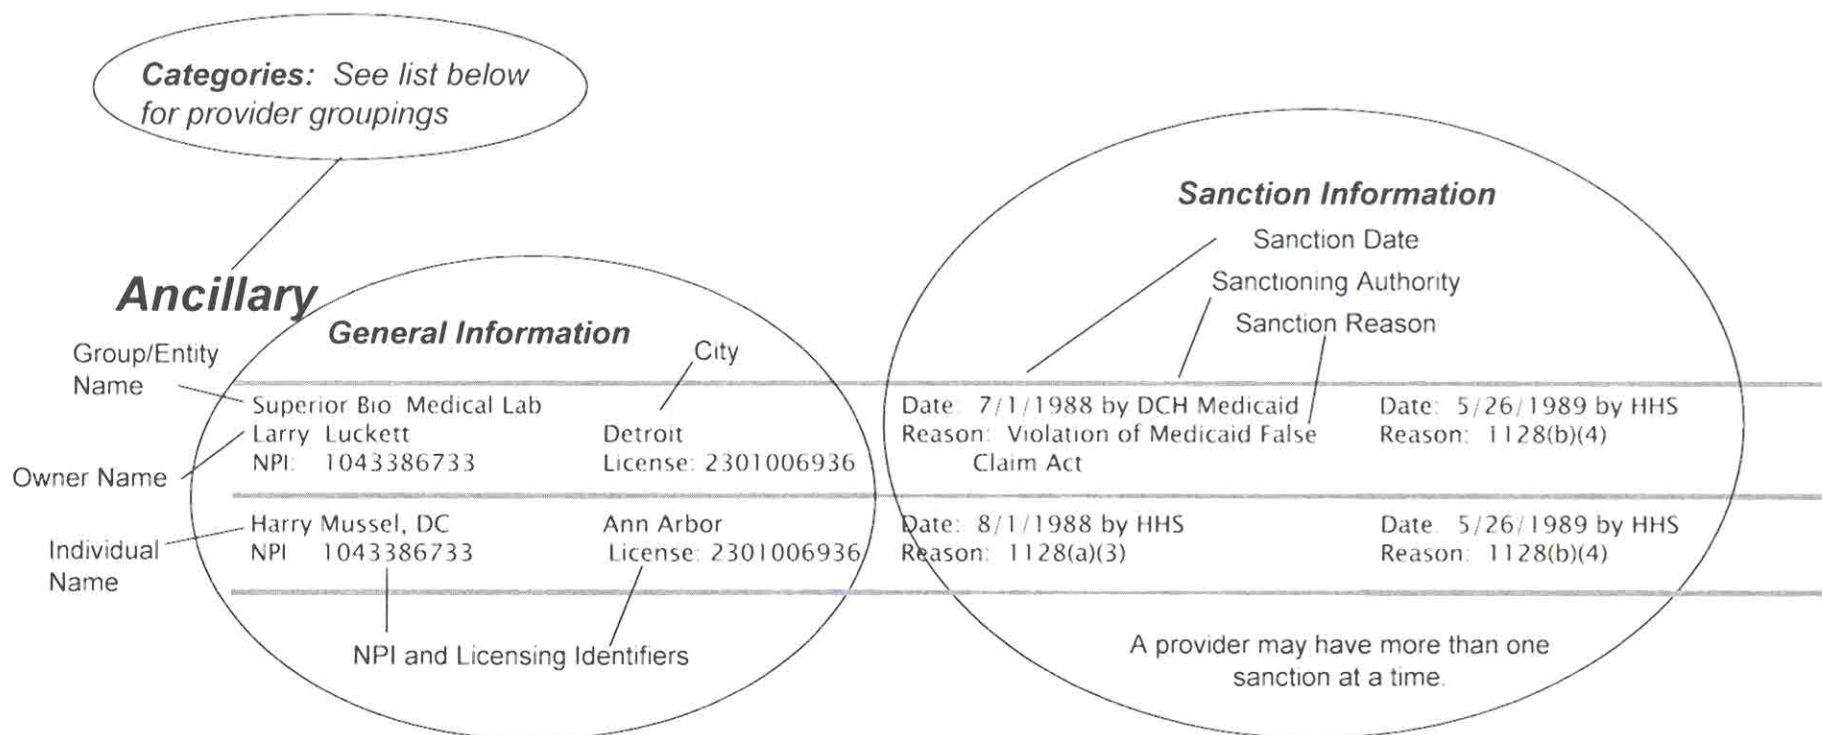 Categories: See list below
for provider groupings
Sanction Information
Sanction Date
Sanctioning Authority
Sanction Reason
Ancillary
General Information
City
Group/Entity
Name
Superior Bio Medical Lab
Larry Luckett Detroit
NPI: 1043386733 License: 2301006936
Date: 7/1/1988 by DCH Medicaid Date: 5/26/1989 by HHS
Reason: Violation of Medicaid False Reason: 1128(b)(4)
Claim Act
Owner Name
Individual
Name
Harry Mussel, DC Ann Arbor Date: 8/1/1988 by HHS Date: 5/26/1989 by HHS
NPI 1043386733 License: 2301006936 Reason: 1128(a)(3) Reason: 1128(b)(4)
NPI and Licensing Identifiers
A provider may have more than one
sanction at a time.